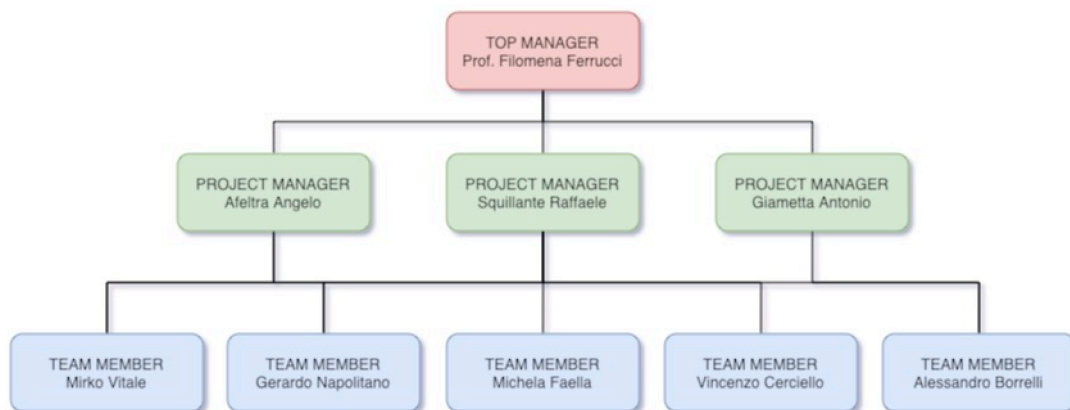 TOP MANAGER
Prof. Filomena Ferrucci
PROJECT MANAGER
Afeltra Angelo
PROJECT MANAGER
Squillante Raffaele
PROJECT MANAGER
Giametta Antonio
TEAM MEMBER
Mirko Vitale
TEAM MEMBER
Gerardo Napolitano
TEAM MEMBER
Michela Faella
TEAM MEMBER
Vincenzo Cerciello
TEAM MEMBER
Alessandro Borrelli